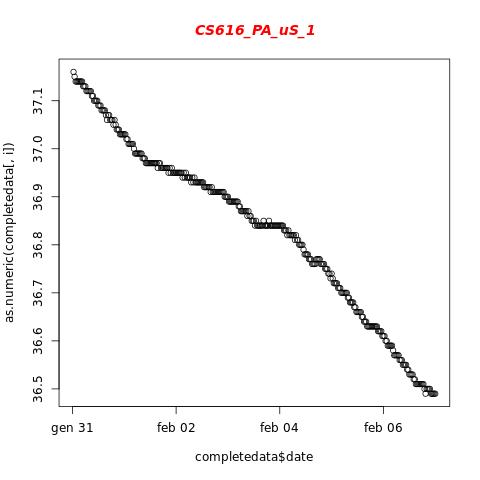 CS616_PA_uS_1
as.numeric(completedata[, i])
37.1
37.0
36.9
36.8
36.7
36.6
36.5
gen 31
feb 02
feb 04
feb 06
completedata$date